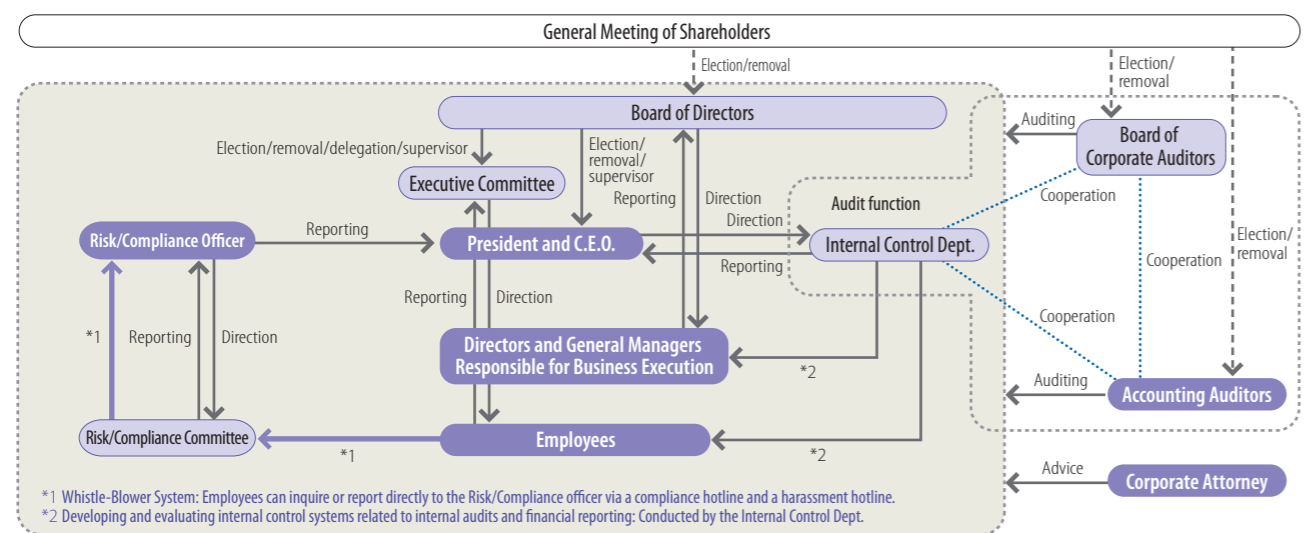 General Meeting of Shareholders
Election/removal
Election/
removal
Board of Directors
Auditing
Board of
Corporate Auditors
Election/removal/delegation/supervisor
Election/
removal/
supervisor
Executive Committee
Reporting
Direction
Audit function
Cooperation
Risk/Compliance Officer
Reporting
President and C.E.O.
Direction
Reporting
Internal Control Dept.
Election/
removal
Cooperation
*1
Reporting
Direction
Reporting
Direction
Cooperation
Directors and General Managers
Responsible for Business Execution
*2
Auditing
Accounting Auditors
Risk/Compliance Committee
*1
Employees
*2
Advice
Corporate Attorney
*1 Whistle-Blower System: Employees can inquire or report directly to the Risk/Compliance officer via a compliance hotline and a harassment hotline.
*2 Developing and evaluating internal control systems related to internal audits and financial reporting: Conducted by the Internal Control Dept.